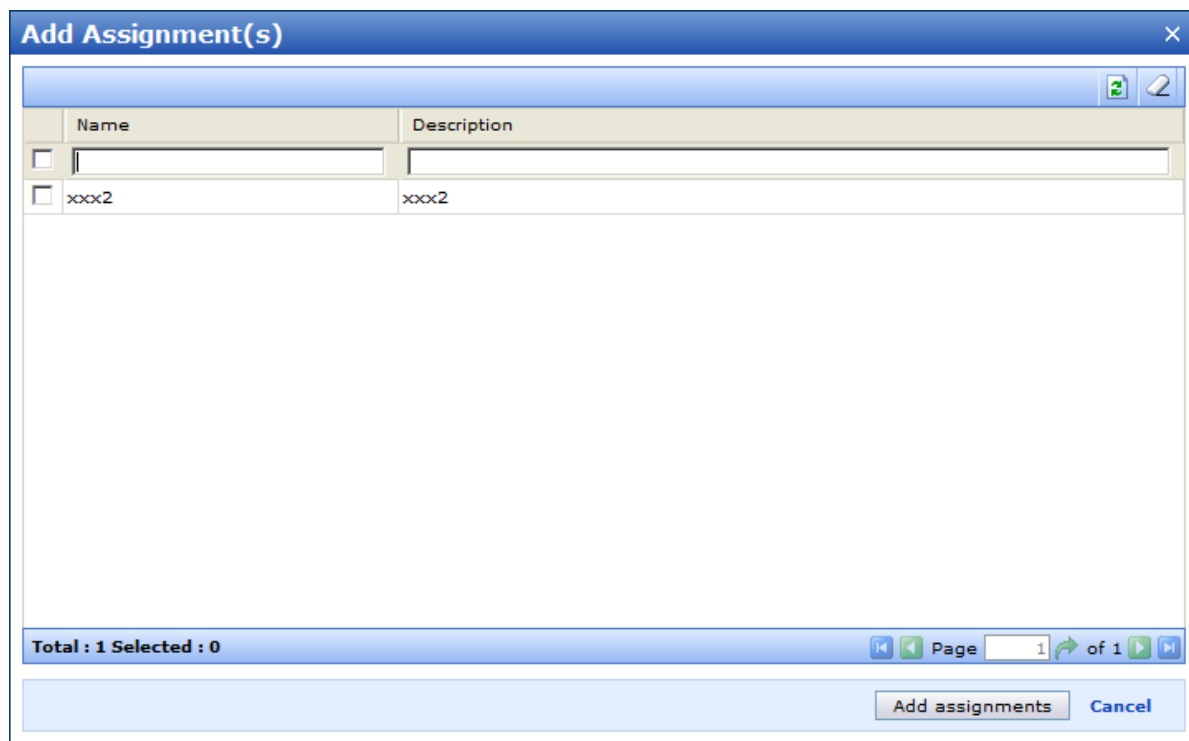 Add Assignment(s)
Name Description
xxx2 xxx2
Total : 1 Selected : 0 Page 1 of 1
Add assignments Cancel